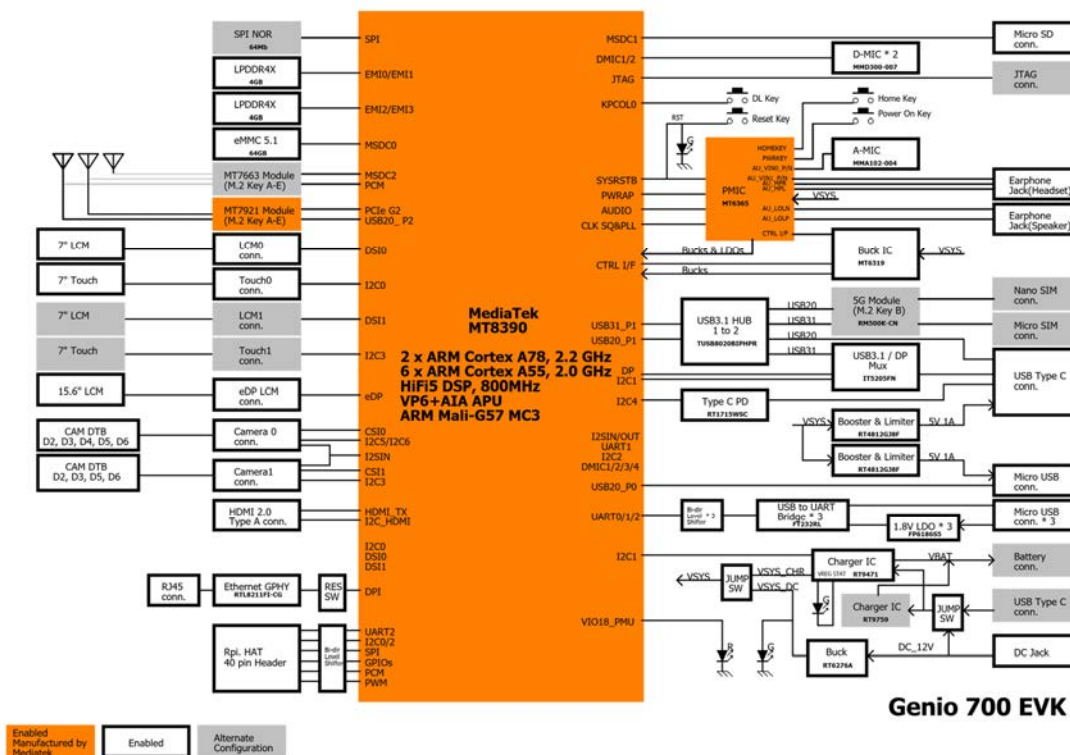 SPI NOR
64Mb
SPI
LPDDR4X
4GB
EMI0/EMI1
LPDDR4X
4GB
EMI2/EMI3
eMMC 5.1
64GB
MSDC0
MT7663 Module
(M.2 Key A-E)
MSDC2
PCM
MT7921 Module
(M.2 Key A-E)
PCIe G2
USB20_ P2
7" LCM
LCM0
conn.
DSI0
7" Touch
Touch0
conn.
I2C0
7" LCM
LCM1
conn.
DSI1
7" Touch
Touch1
conn.
I2C3
15.6" LCM
eDP LCM
conn.
eDP
CAM DTB
D2, D3, D4, D5, D6
Camera 0
conn.
CSI0
I2C5/I2C6
I2SIN
CAM DTB
D2, D3, D5, D6
Camera1
conn.
CSI1
I2C3
HDMI 2.0
Type A conn.
HDMI_TX
I2C_HDMI
I2C0
DSI0
DSI1
RJ45
conn.
Ethernet GPHY
RTL8211FI-CG
RES
SW
DPI
Rpi. HAT
40 pin Header
Bi-dir
Level
Shifter
UART2
I2C0/2
SPI
GPIOs
PCM
PWM
MediaTek
MT8390
2 x ARM Cortex A78, 2.2 GHz
6 x ARM Cortex A55, 2.0 GHz
HiFi5 DSP, 800MHz
VP6+AIA APU
ARM Mali-G57 MC3
MSDC1
Micro SD
conn.
DMIC1/2
D-MIC * 2
MMD300-007
JTAG
JTAG
conn.
KPCOL0
DL Key
Reset Key
RST
G
Home Key
Power On Key
SYSRSTB
PWRAP
AUDIO
CLK SQ&PLL
PMIC
MT6365
HOMEKEY
PWRKEY
AU_VIN0_P/N
AU_VIN1_P/N
AU_HPR
AU_HPL
AU_LOLN
AU_LOLP
CTRL I/F
A-MIC
MMA102-004
VSYS
Earphone
Jack(Headset)
Earphone
Jack(Speaker)
Bucks & LDOs
CTRL I/F
Bucks
Buck IC
MT6319
VSYS
USB31_P1
USB20_P1
USB3.1 HUB
1 to 2
TUSB8020BIPHPR
USB20
USB31
USB20
USB31
5G Module
(M.2 Key B)
RM500K-CN
Nano SIM
conn.
Micro SIM
conn.
DP
I2C1
USB3.1 / DP
Mux
IT5205FN
USB Type C
conn.
I2C4
Type C PD
RT1715WSC
VSYS
Booster & Limiter
RT4812GJ8F
5V 1A
Booster & Limiter
RT4812GJ8F
5V 1A
I2SIN/OUT
UART1
I2C2
DMIC1/2/3/4
USB20_P0
Micro USB
conn.
UART0/1/2
Bi-dir
Level * 3
Shifter
USB to UART
Bridge * 3
FT232RL
Micro USB
conn. * 3
1.8V LDO * 3
FP6186S5
I2C1
Charger IC
VREG STAT
RT9471
VBAT
Battery
conn.
VSYS
JUMP
SW
VSYS_CHR
VSYS_DC
G
Charger IC
RT9759
JUMP
SW
USB Type C
conn.
VIO18_PMU
R
G
Buck
RT6276A
DC_12V
DC Jack
Genio 700 EVK
Enabled
Manufactured by
Mediatek
Enabled
Alternate
Configuration